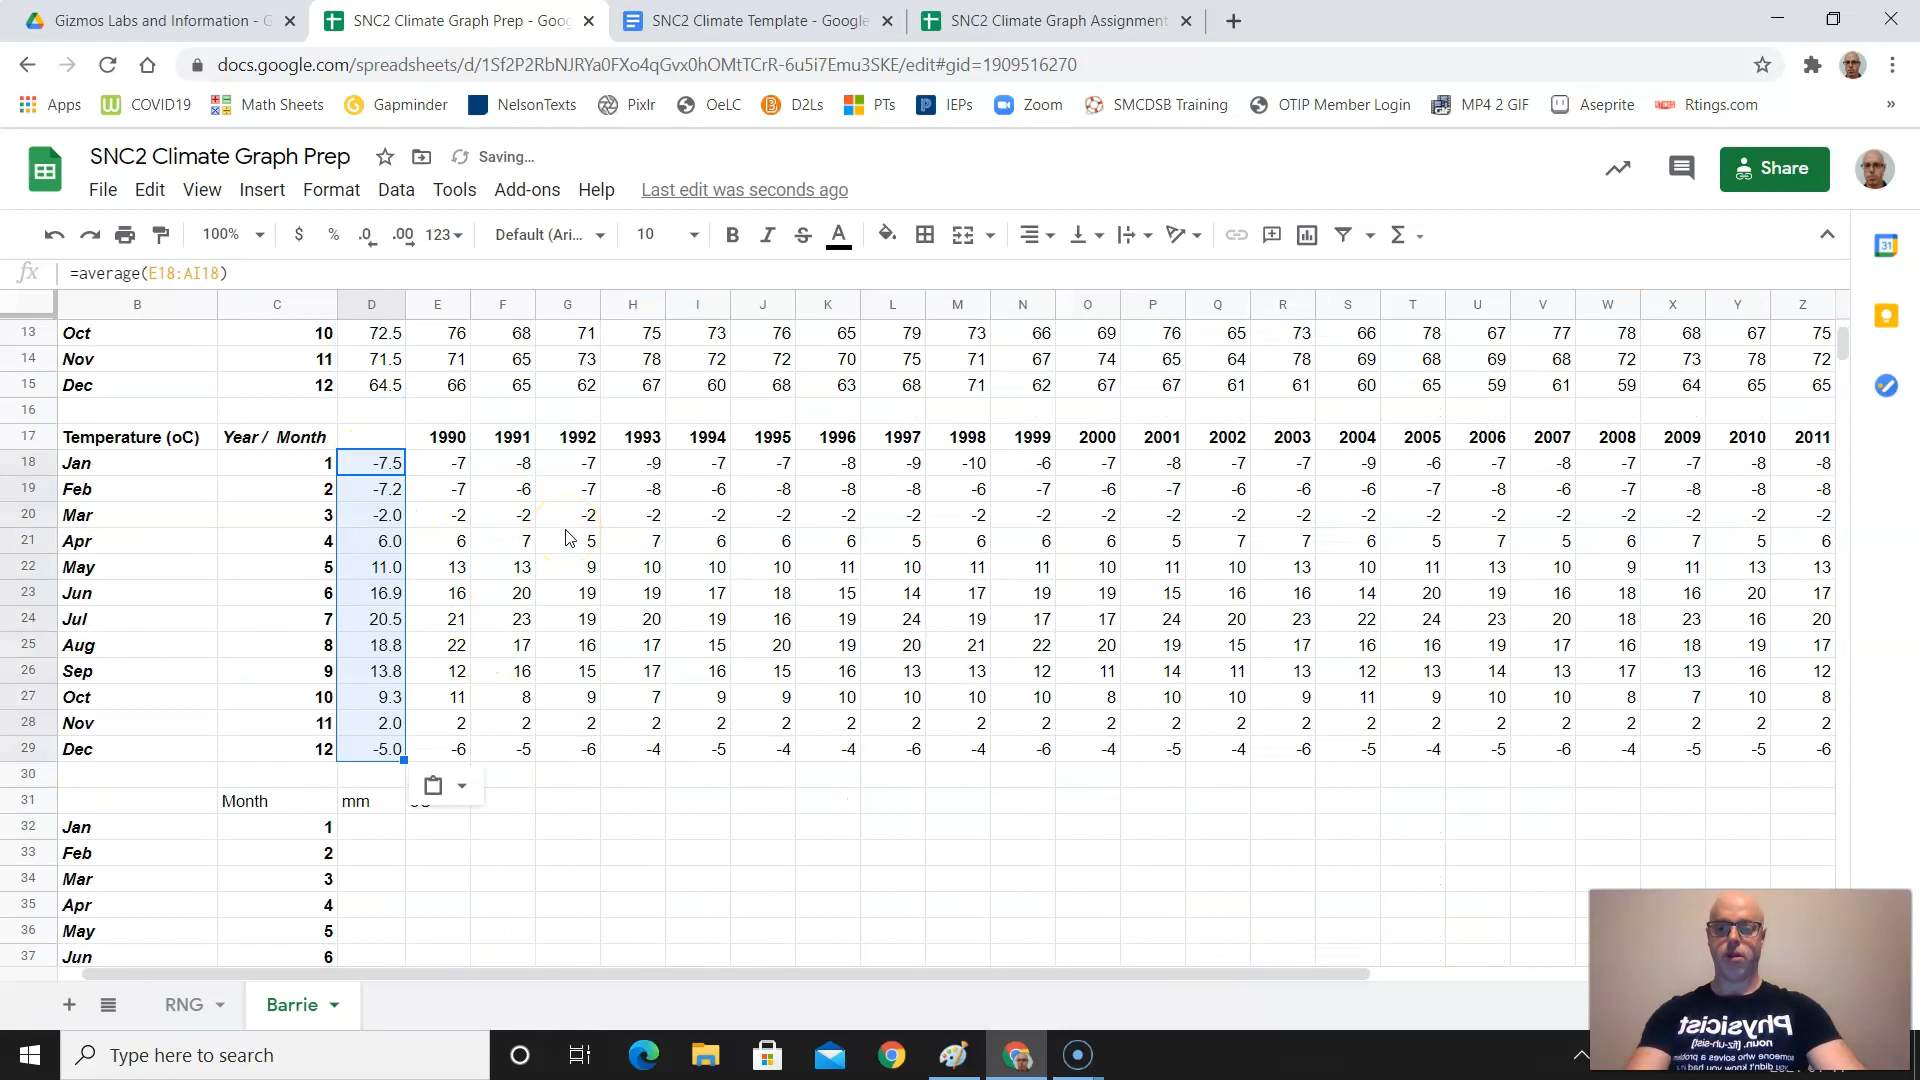 Gizmos Labs and Information - G
SNC2 Climate Graph Prep - Goog
SNC2 Climate Template - Google
SNC2 Climate Graph Assignment
docs.google.com/spreadsheets/d/1Sf2P2RbNJRYa0FXo4qGvx0hOMtTCrR-6u5i7Emu3SKE/edit#gid=1909516270
Apps COVID19 Math Sheets Gapminder NelsonTexts Pixlr OeLC D2Ls PTs IEPs Zoom SMCDSB Training OTIP Member Login MP4 2 GIF Aseprite Rtings.com »
SNC2 Climate Graph Prep Saving...
File Edit View Insert Format Data Tools Add-ons Help Last edit was seconds ago
Share
100% $ % .0 .00 123 Default (Ari... 10 B I S A Σ
fx =average(E18:AI18)
B C D E F G H I J K L M N O P Q R S T U V W X Y Z
13 Oct 10 72.5 76 68 71 75 73 76 65 79 73 66 69 76 65 73 66 78 67 77 78 68 67 75
14 Nov 11 71.5 71 65 73 78 72 72 70 75 71 67 74 65 64 78 69 68 69 68 72 73 78 72
15 Dec 12 64.5 66 65 62 67 60 68 63 68 71 62 67 67 61 61 60 65 59 61 59 64 65 65
16
17 Temperature (oC) Year / Month 1990 1991 1992 1993 1994 1995 1996 1997 1998 1999 2000 2001 2002 2003 2004 2005 2006 2007 2008 2009 2010 2011
18 Jan 1 -7.5 -7 -8 -7 -9 -7 -7 -8 -9 -10 -6 -7 -8 -7 -7 -9 -6 -7 -8 -7 -7 -8 -8
19 Feb 2 -7.2 -7 -6 -7 -8 -6 -8 -8 -8 -6 -7 -6 -7 -6 -6 -6 -7 -8 -6 -7 -8 -8 -8
20 Mar 3 -2.0 -2 -2 -2 -2 -2 -2 -2 -2 -2 -2 -2 -2 -2 -2 -2 -2 -2 -2 -2 -2 -2 -2
21 Apr 4 6.0 6 7 5 7 6 6 6 5 6 6 6 5 7 7 6 5 7 5 6 7 5 6
22 May 5 11.0 13 13 9 10 10 10 11 10 11 11 10 11 10 13 10 11 13 10 9 11 13 13
23 Jun 6 16.9 16 20 19 19 17 18 15 14 17 19 19 15 16 16 14 20 19 16 18 16 20 17
24 Jul 7 20.5 21 23 19 20 19 16 19 24 19 17 17 24 20 23 22 24 23 20 18 23 16 20
25 Aug 8 18.8 22 17 16 17 15 20 19 20 21 22 20 19 15 17 16 16 19 17 16 18 19 17
26 Sep 9 13.8 12 16 15 17 16 15 16 13 13 12 11 14 11 13 12 13 14 13 17 13 16 12
27 Oct 10 9.3 11 8 9 7 9 9 10 10 10 10 8 10 10 9 11 9 10 10 8 7 10 8
28 Nov 11 2.0 2 2 2 2 2 2 2 2 2 2 2 2 2 2 2 2 2 2 2 2 2 2
29 Dec 12 -5.0 -6 -5 -6 -4 -5 -4 -4 -6 -4 -6 -4 -5 -4 -6 -5 -4 -5 -6 -4 -5 -5 -6
30
31 Month mm
32 Jan 1
33 Feb 2
34 Mar 3
35 Apr 4
36 May 5
37 Jun 6
RNG Barrie
Type here to search
Physicist
noun. [fiz-uh-sist]